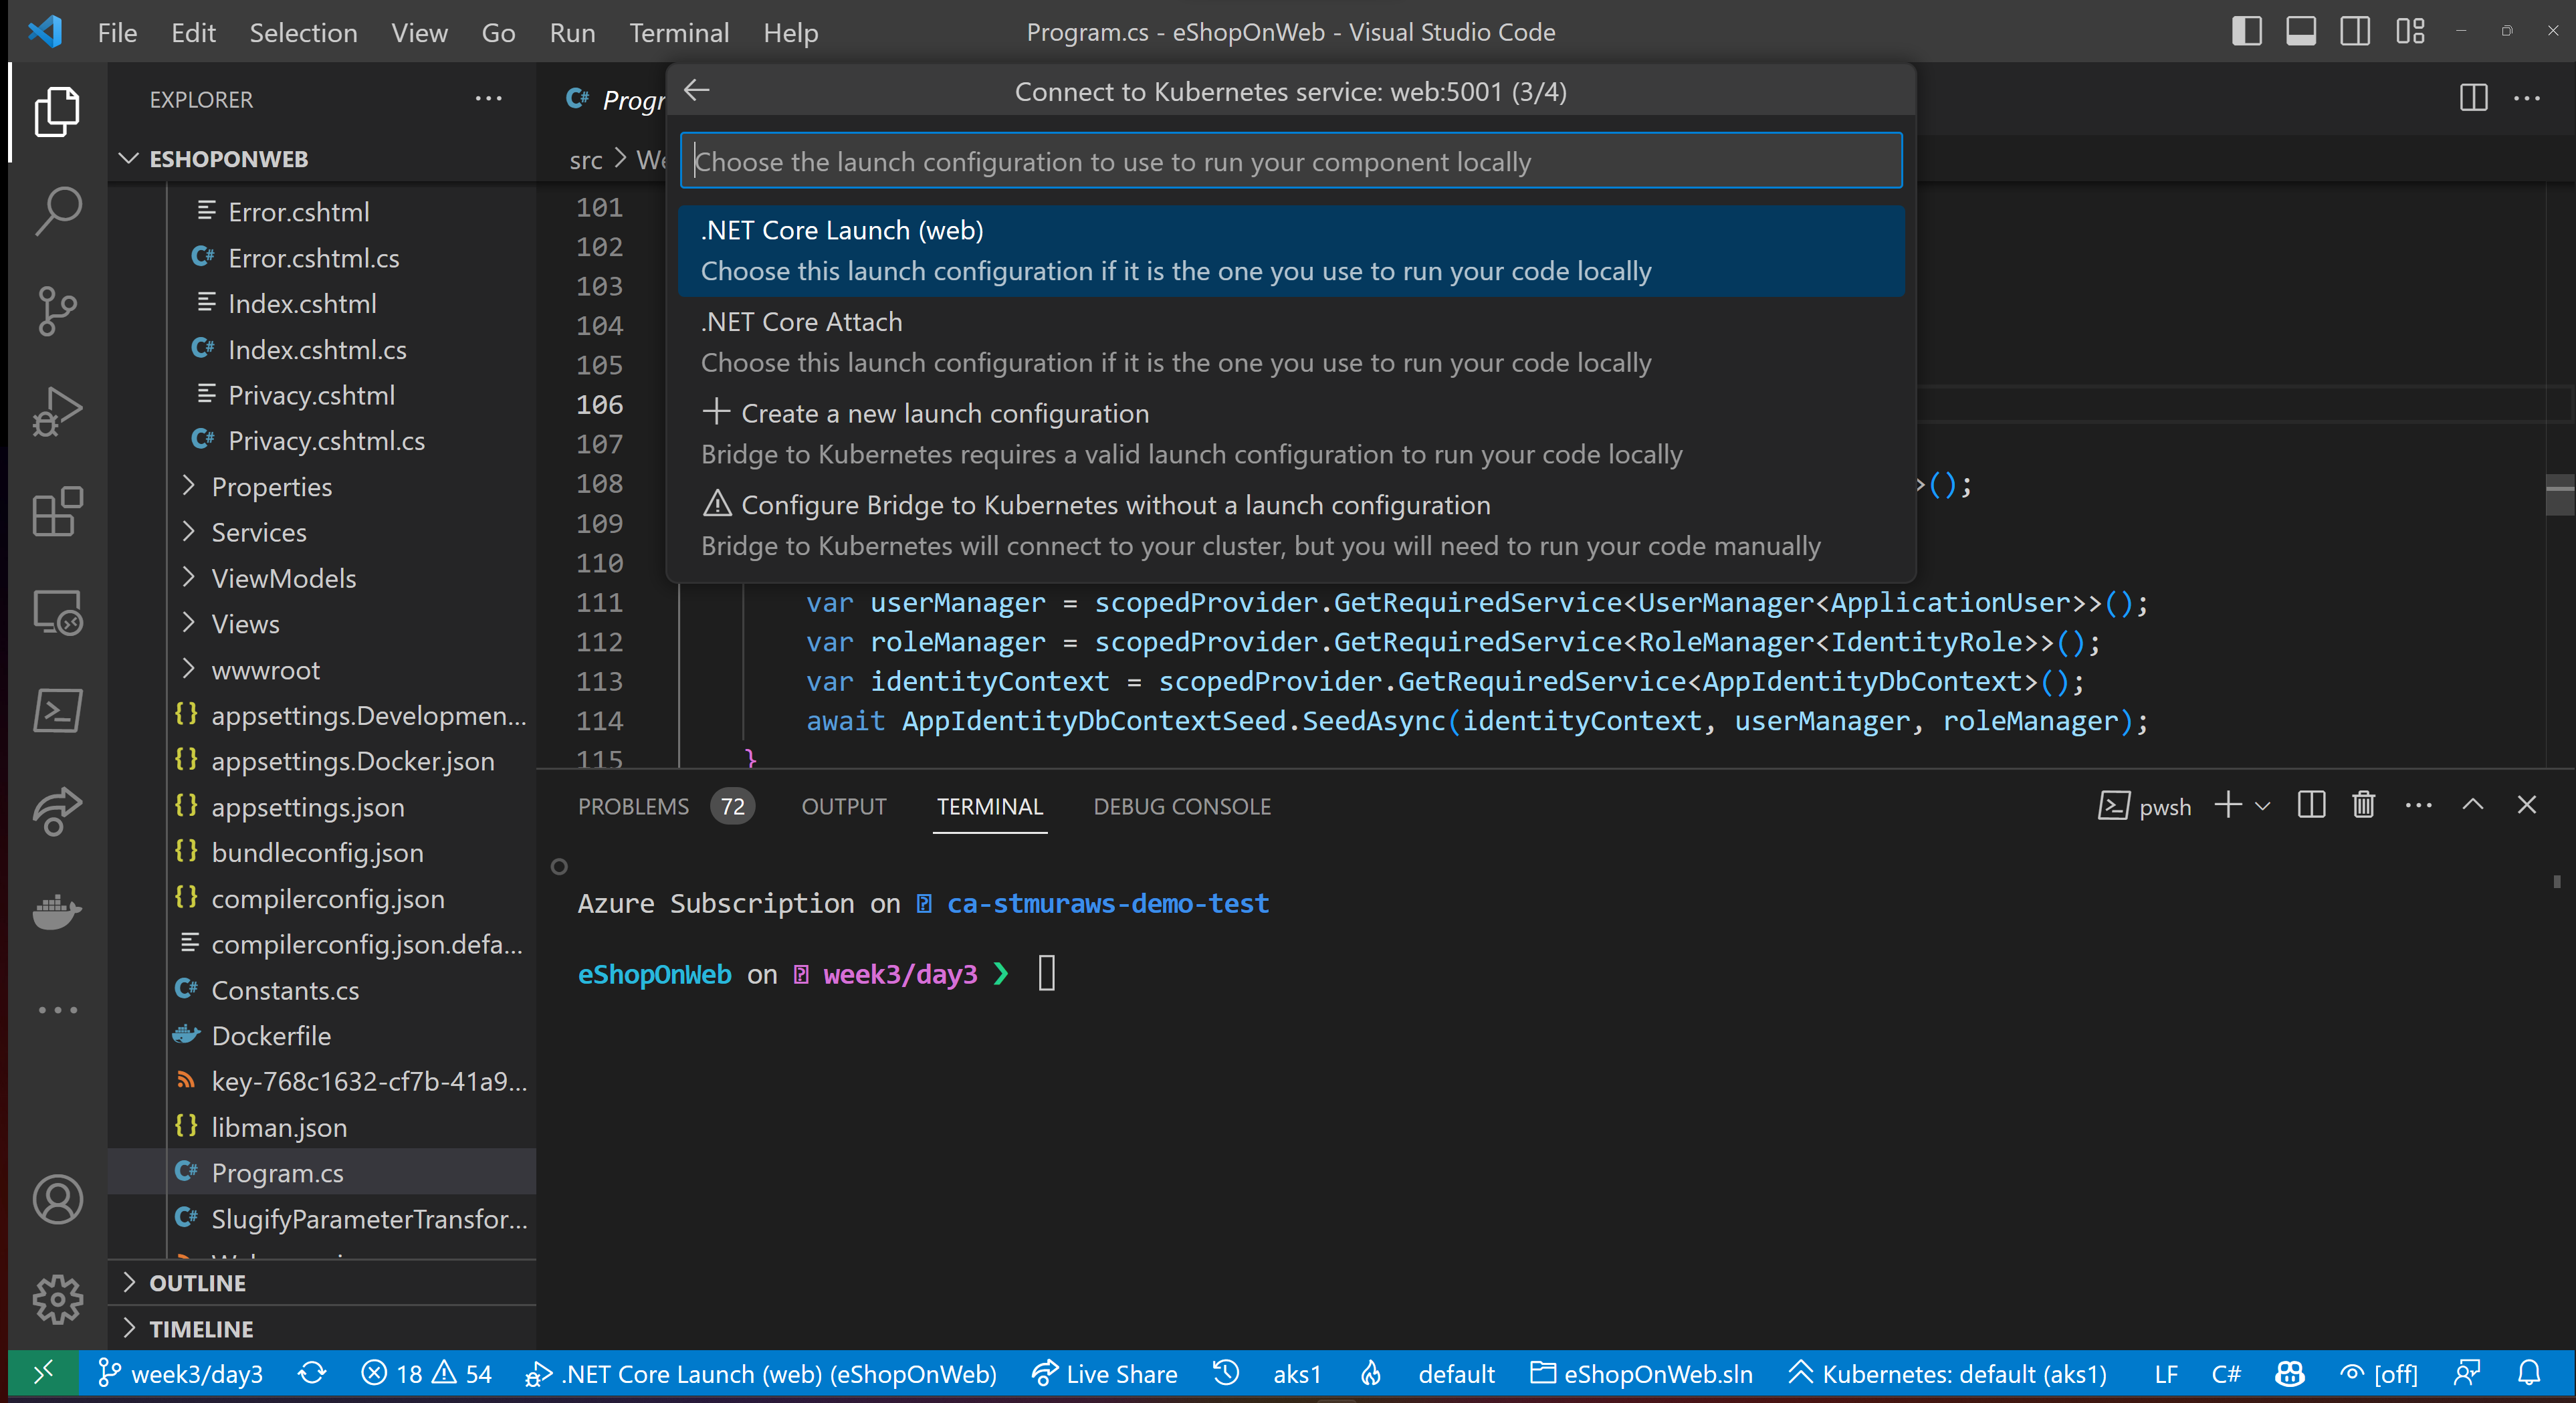 File Edit Selection View Go Run Terminal Help
Program.cs - eShopOnWeb - Visual Studio Code
EXPLORER
ESHOPONWEB
Error.cshtml
Error.cshtml.cs
Index.cshtml
Index.cshtml.cs
Privacy.cshtml
Privacy.cshtml.cs
Properties
Services
ViewModels
Views
wwwroot
appsettings.Developmen...
appsettings.Docker.json
appsettings.json
bundleconfig.json
compilerconfig.json
compilerconfig.json.defa...
Constants.cs
Dockerfile
key-768c1632-cf7b-41a9...
libman.json
Program.cs
SlugifyParameterTransfor...
OUTLINE
TIMELINE
C# Progr
src > We
Connect to Kubernetes service: web:5001 (3/4)
Choose the launch configuration to use to run your component locally
.NET Core Launch (web)
Choose this launch configuration if it is the one you use to run your code locally
.NET Core Attach
Choose this launch configuration if it is the one you use to run your code locally
+ Create a new launch configuration
Bridge to Kubernetes requires a valid launch configuration to run your code locally
Configure Bridge to Kubernetes without a launch configuration
Bridge to Kubernetes will connect to your cluster, but you will need to run your code manually
101
102
103
104
105
106
107
108 >();
109
110
111 var userManager = scopedProvider.GetRequiredService<UserManager<ApplicationUser>>();
112 var roleManager = scopedProvider.GetRequiredService<RoleManager<IdentityRole>>();
113 var identityContext = scopedProvider.GetRequiredService<AppIdentityDbContext>();
114 await AppIdentityDbContextSeed.SeedAsync(identityContext, userManager, roleManager);
115 }
PROBLEMS 72 OUTPUT TERMINAL DEBUG CONSOLE
pwsh
Azure Subscription on ca-stmuraws-demo-test
eShopOnWeb on week3/day3 ❯
week3/day3 18 54 .NET Core Launch (web) (eShopOnWeb) Live Share aks1 default eShopOnWeb.sln Kubernetes: default (aks1) LF C# [off]